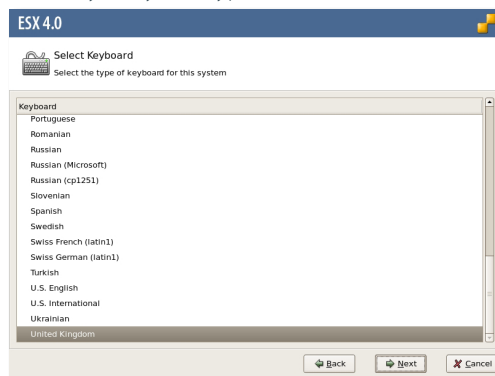 ESX 4.0
Select Keyboard
Select the type of keyboard for this system
Keyboard
Portuguese
Romanian
Russian
Russian (Microsoft)
Russian (cp1251)
Slovenian
Spanish
Swedish
Swiss French (latin1)
Swiss German (latin1)
Turkish
U.S. English
U.S. International
Ukrainian
United Kingdom
Back Next Cancel